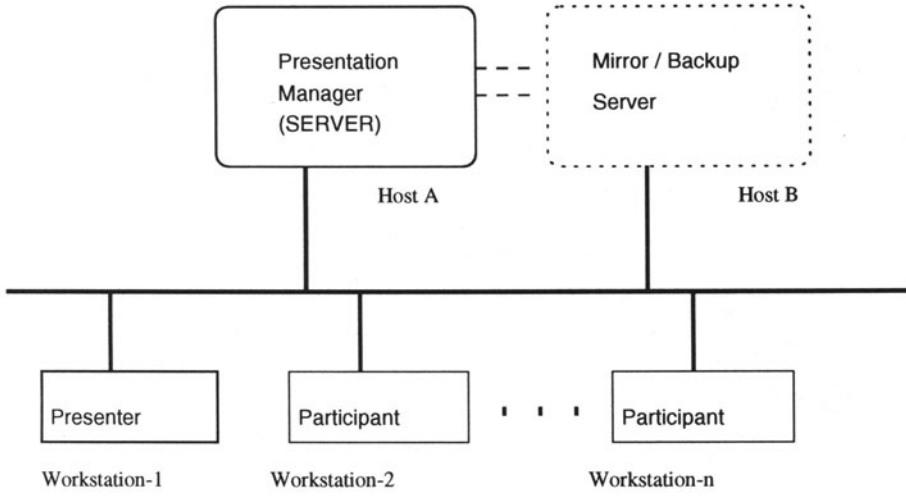 Presentation
Manager
(SERVER)
Mirror / Backup
Server
Host A
Host B
Presenter
Participant
Participant
Workstation-1
Workstation-2
Workstation-n